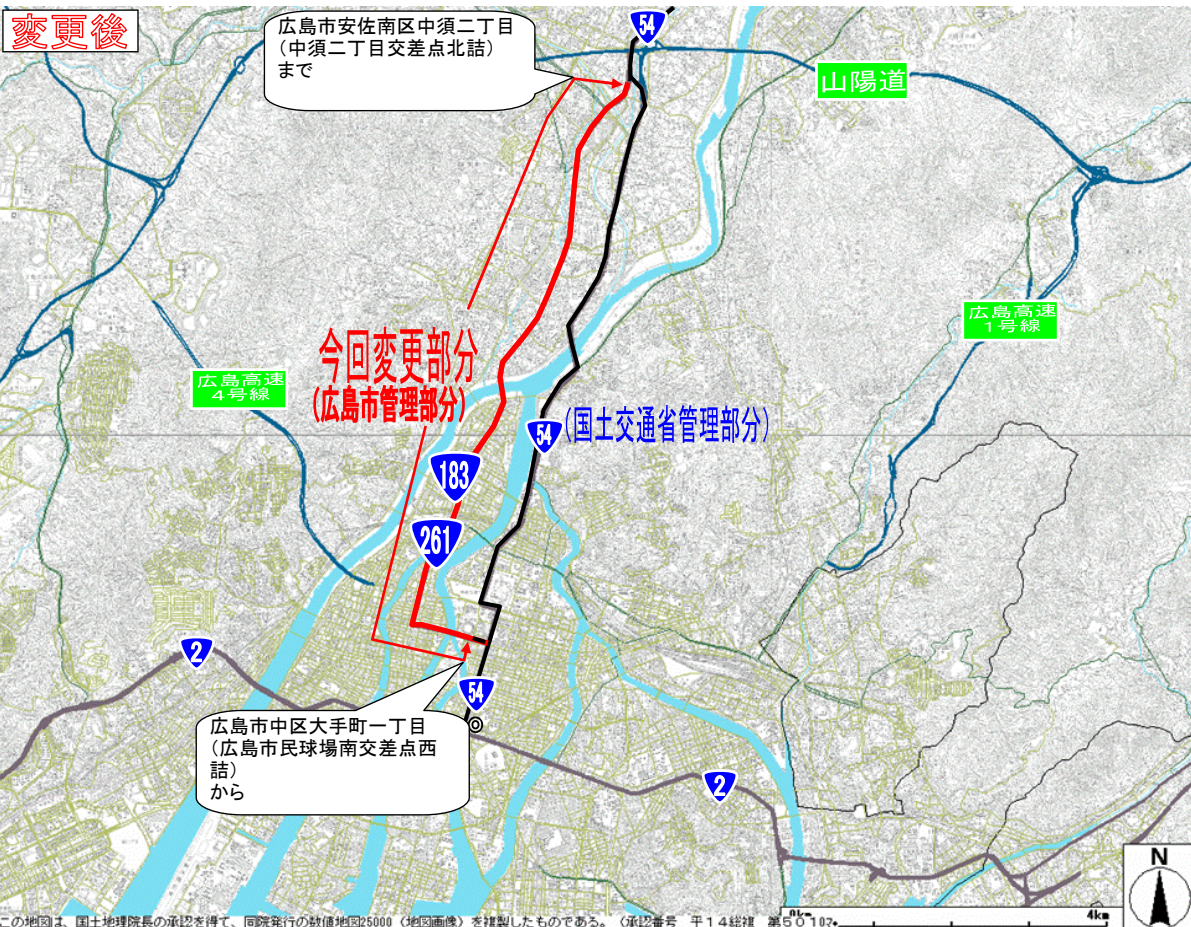 変更後
広島市安佐南区中須二丁目
(中須二丁目交差点北詰)
まで
54
山陽道
広島高速
1号線
今回変更部分
(広島市管理部分)
広島高速
4号線
54
(国土交通省管理部分)
183
261
2
54
広島市中区大手町一丁目
(広島市民球場南交差点西
詰)
から
2
N
0km
4km
この地図は、国土地理院長の承認を得て、同院発行の数値地図25000（地図画像）を複製したものである。（承認番号 平14総複 第